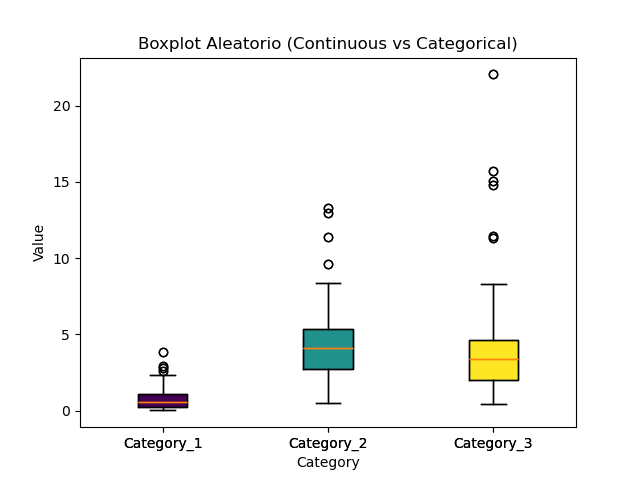 Boxplot Aleatorio (Continuous vs Categorical)
20
15
10
5
0
Value
Category_1 Category_2 Category_3
Category